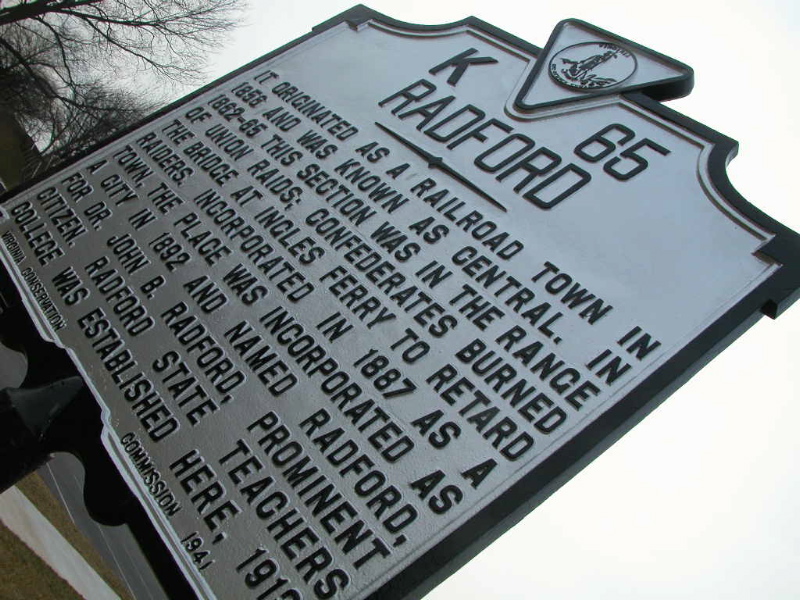 K 65
RADFORD
IT ORIGINATED AS A RAILROAD TOWN IN
1856 AND WAS KNOWN AS CENTRAL. IN
1862-65 THIS SECTION WAS IN THE RANGE
OF UNION RAIDS; CONFEDERATES BURNED
THE BRIDGE AT INGLES FERRY TO RETARD
RAIDERS. INCORPORATED IN 1887 AS A
TOWN, THE PLACE WAS INCORPORATED AS
A CITY IN 1892 AND NAMED RADFORD,
FOR DR. JOHN B. RADFORD, PROMINENT
CITIZEN. RADFORD STATE TEACHERS
COLLEGE WAS ESTABLISHED HERE, 1913
VIRGINIA CONSERVATION COMMISSION 1941